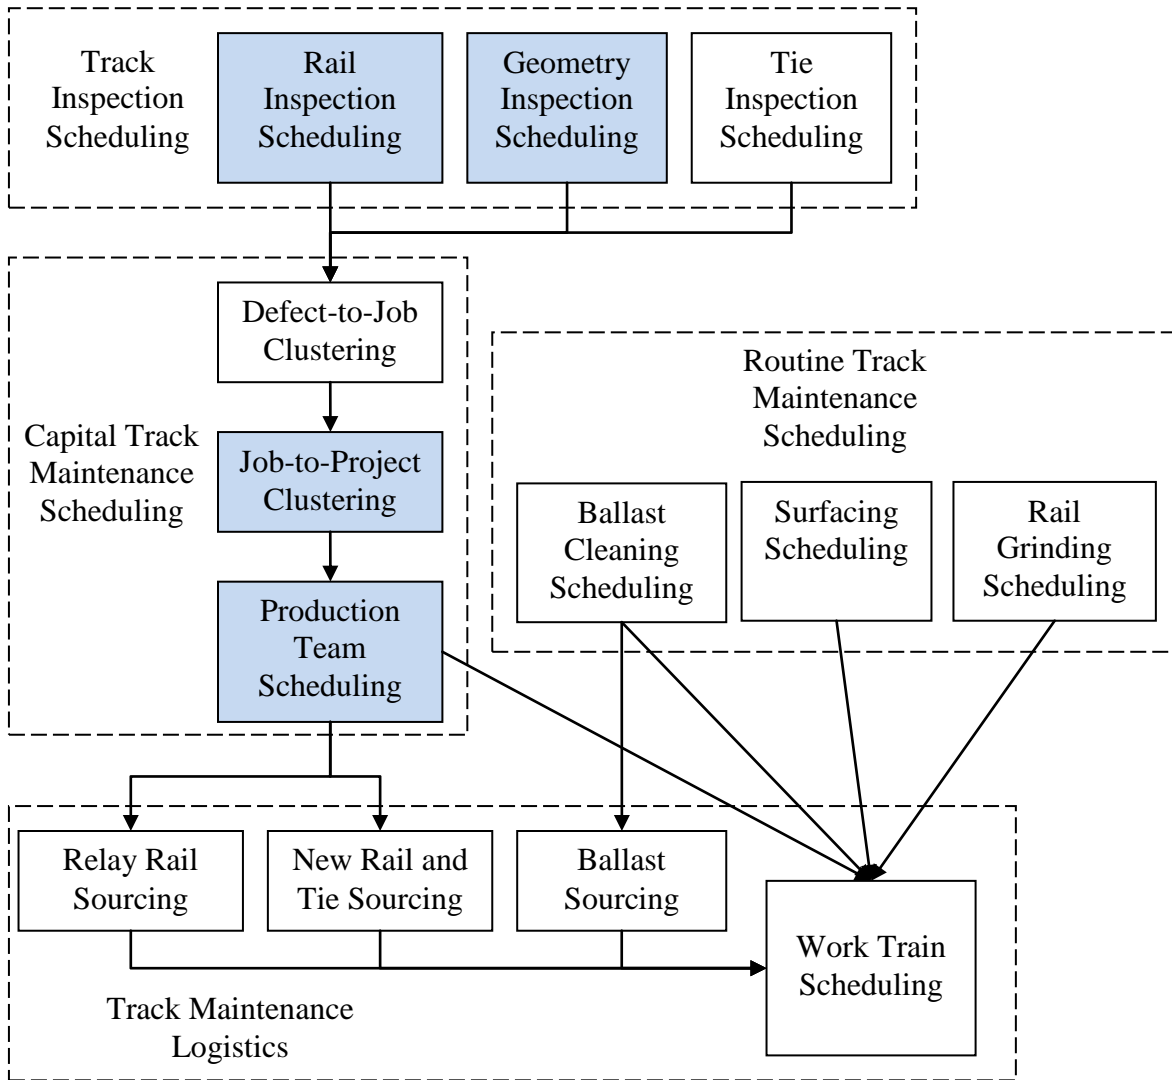 Track
Inspection
Scheduling
Rail
Inspection
Scheduling
Geometry
Inspection
Scheduling
Tie
Inspection
Scheduling
Defect-to-Job
Clustering
Capital Track
Maintenance
Scheduling
Job-to-Project
Clustering
Production
Team
Scheduling
Routine Track
Maintenance
Scheduling
Ballast
Cleaning
Scheduling
Surfacing
Scheduling
Rail
Grinding
Scheduling
Relay Rail
Sourcing
New Rail and
Tie Sourcing
Ballast
Sourcing
Work Train
Scheduling
Track Maintenance
Logistics